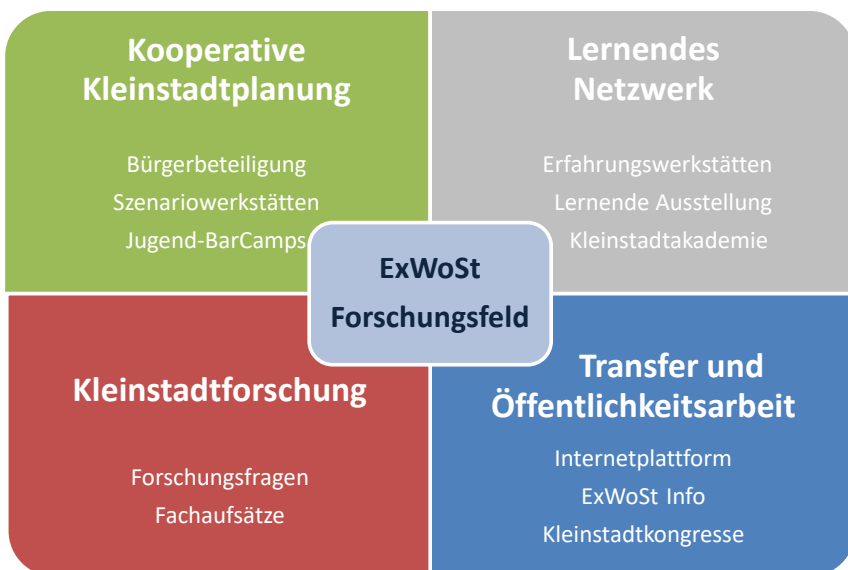 Kooperative
Kleinstadtplanung
Bürgerbeteiligung
Szenariowerkstätten
Jugend-BarCamps
Lernendes
Netzwerk
Erfahrungswerkstätten
Lernende Ausstellung
Kleinstadtakademie
ExWoSt
Forschungsfeld
Kleinstadtforschung
Forschungsfragen
Fachaufsätze
Transfer und
Öffentlichkeitsarbeit
Internetplattform
ExWoSt Info
Kleinstadtkongresse